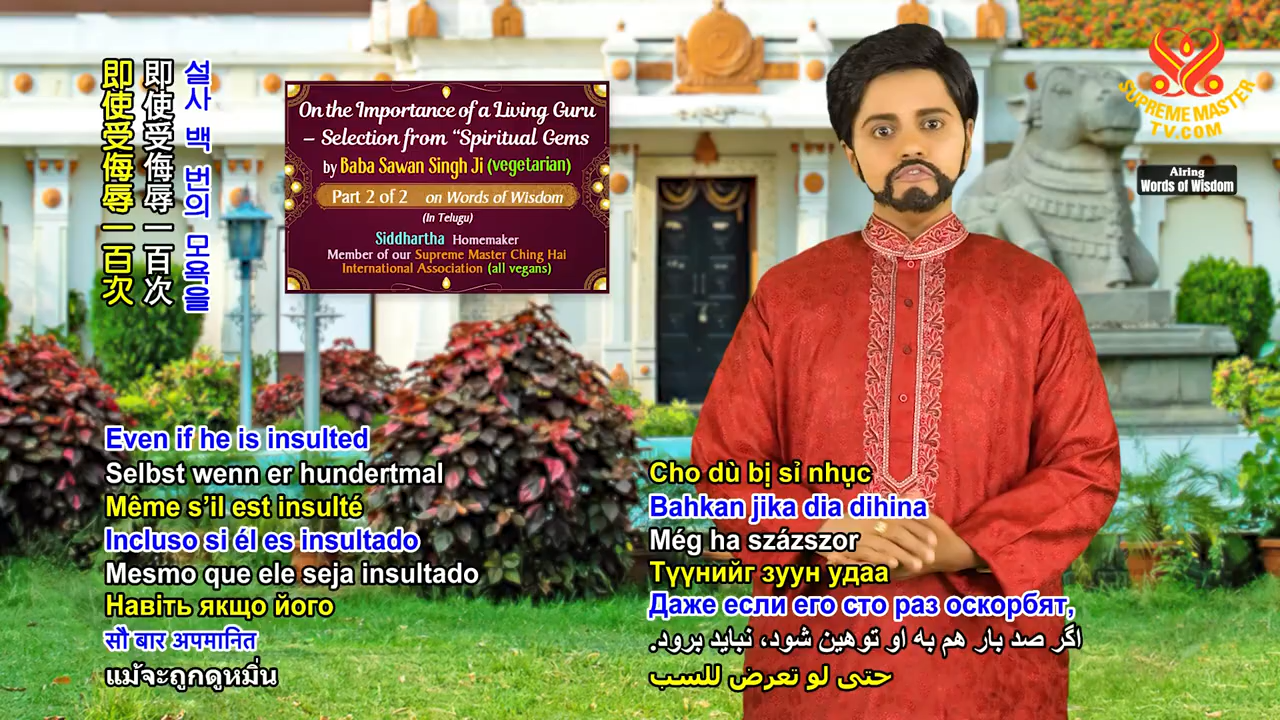 即使受侮辱一百次
即使受侮辱一百次
설사 백 번의 모욕을
On the Importance of a Living Guru
– Selection from “Spiritual Gems
by Baba Sawan Singh Ji (vegetarian)
Part 2 of 2 on Words of Wisdom
(In Telugu)
Siddhartha Homemaker
Member of our Supreme Master Ching Hai
International Association (all vegans)
SUPREME MASTER
TV.COM
Airing
Words of Wisdom
Even if he is insulted
Selbst wenn er hundertmal
Même s’il est insulté
Incluso si él es insultado
Mesmo que ele seja insultado
Навіть якщо його
सौ बार अपमानित
แม้จะถูกดูหมิ่น
Cho dù bị sỉ nhục
Bahkan jika dia dihina
Még ha százszor
Түүнийг зуун удаа
Даже если его сто раз оскорбят,
اگر صد بار هم به او توهین شود، نباید برود.
حتى لو تعرض للسب